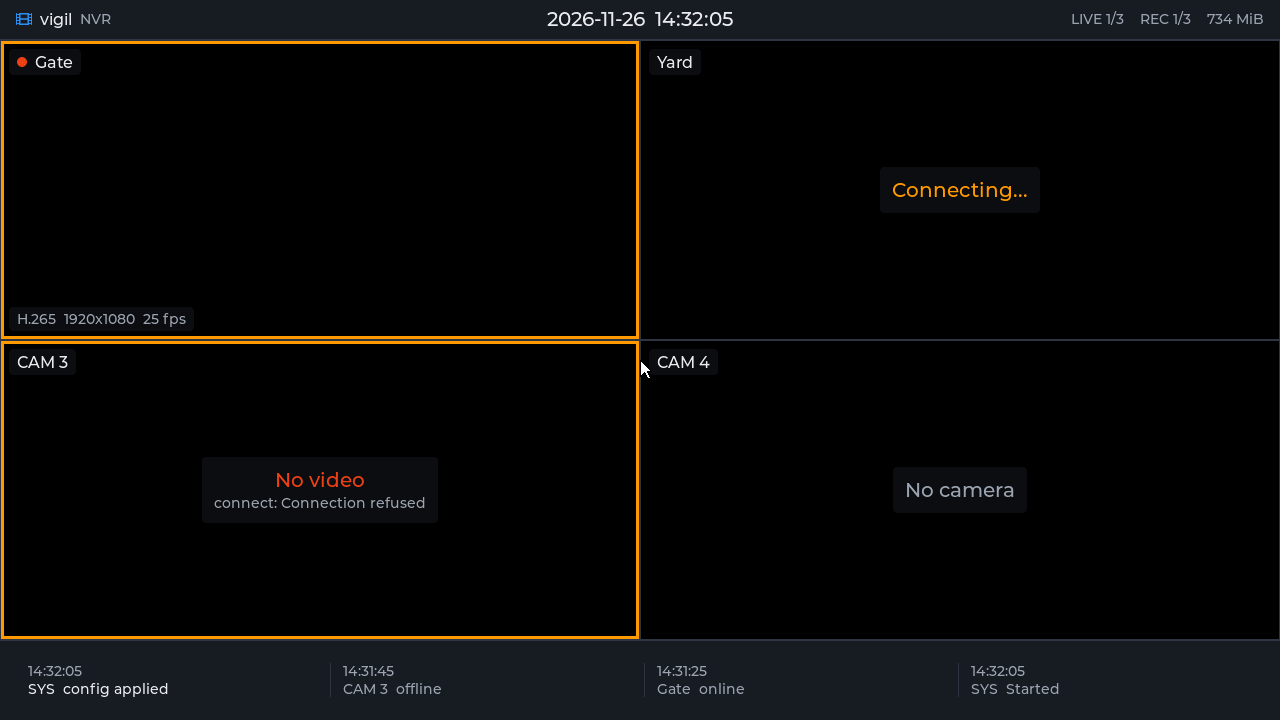 vigil NVR
2026-11-26 14:32:05
LIVE 1/3 REC 1/3 734 MiB
Gate
Yard
Connecting...
H.265 1920x1080 25 fps
CAM 3
CAM 4
No video
connect: Connection refused
No camera
14:32:05
SYS config applied
14:31:45
CAM 3 offline
14:31:25
Gate online
14:32:05
SYS Started